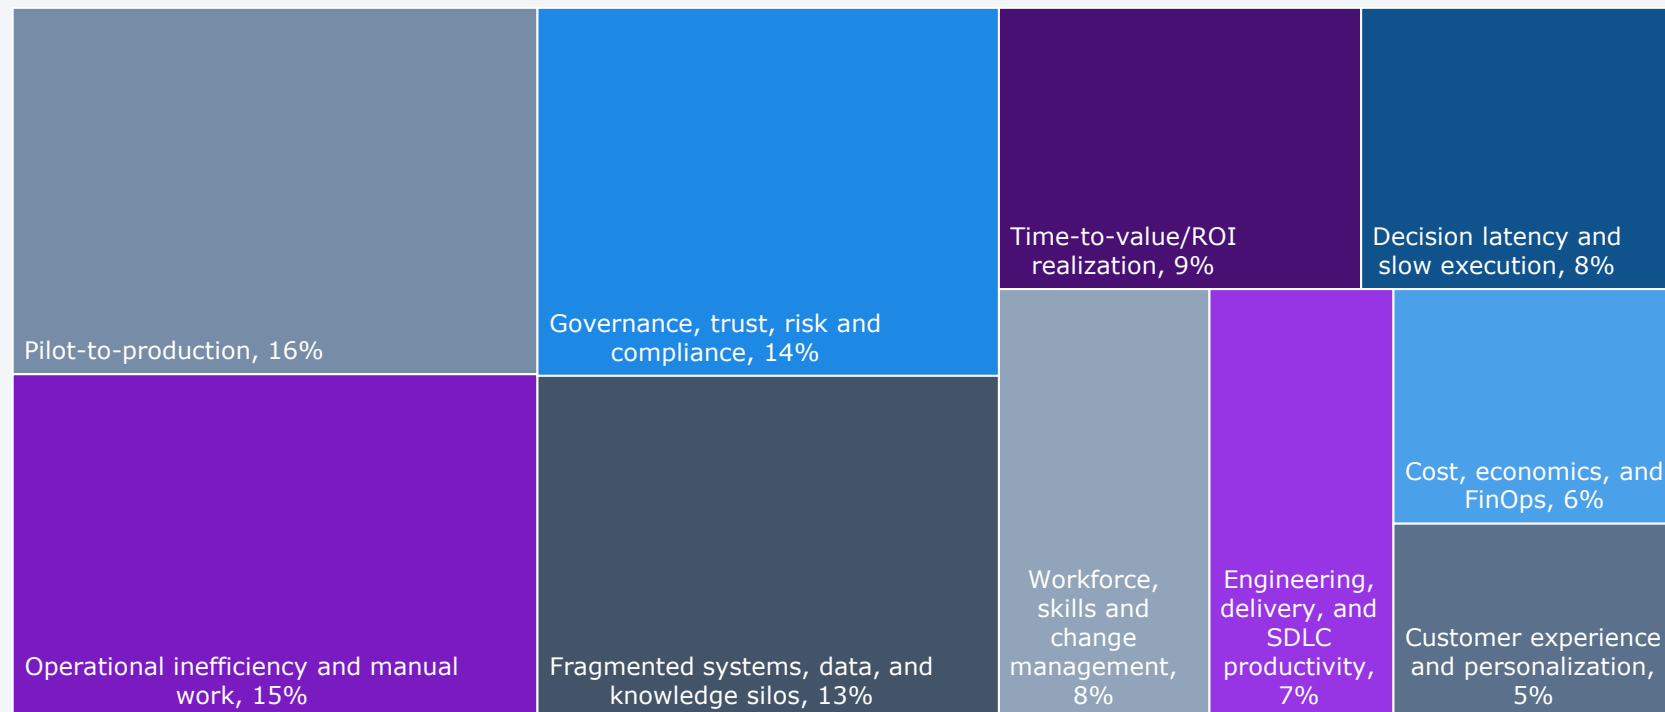 Pilot-to-production, 16%
Operational inefficiency and manual
work, 15%
Governance, trust, risk and
compliance, 14%
Fragmented systems, data, and
knowledge silos, 13%
Time-to-value/ROI
realization, 9%
Decision latency and
slow execution, 8%
Workforce,
skills and
change
management,
8%
Engineering,
delivery, and
SDLC
productivity,
7%
Cost, economics, and
FinOps, 6%
Customer experience
and personalization,
5%